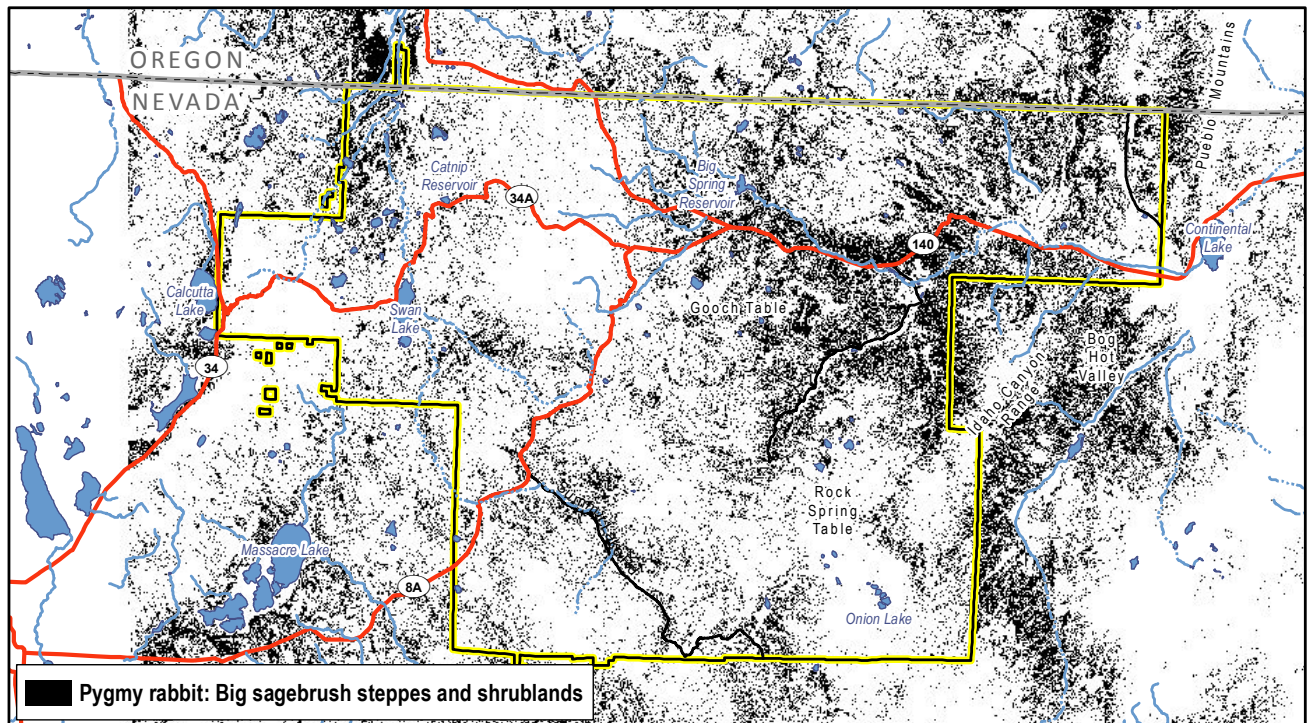 OREGON
NEVADA
Pueblo Mountains
Catnip
Reservoir
34A
Big
Spring
Reservoir
140
Continental
Lake
Calcutta
Lake
Swan
Lake
Gooch Table
34
Bog
Hot
Valley
Idaho Canyon
Range
Rock
Spring
Table
Massacre Lake
8A
Onion Lake
Pygmy rabbit: Big sagebrush steppes and shrublands